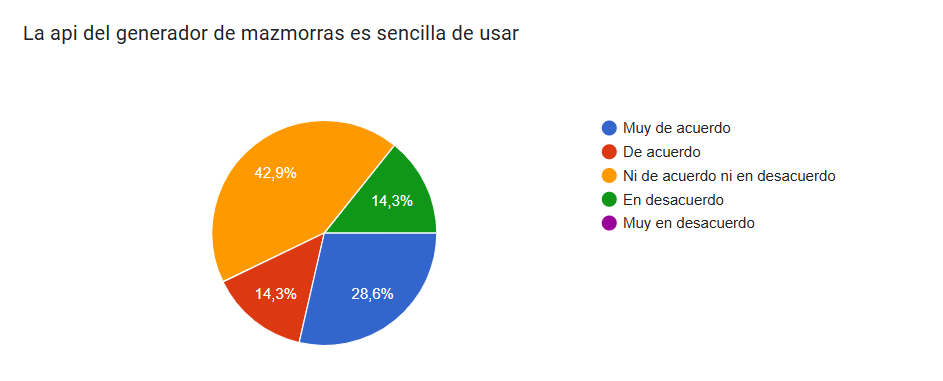 La api del generador de mazmorras es sencilla de usar
Muy de acuerdo
De acuerdo
Ni de acuerdo ni en desacuerdo
En desacuerdo
Muy en desacuerdo
42,9%
14,3%
14,3%
28,6%